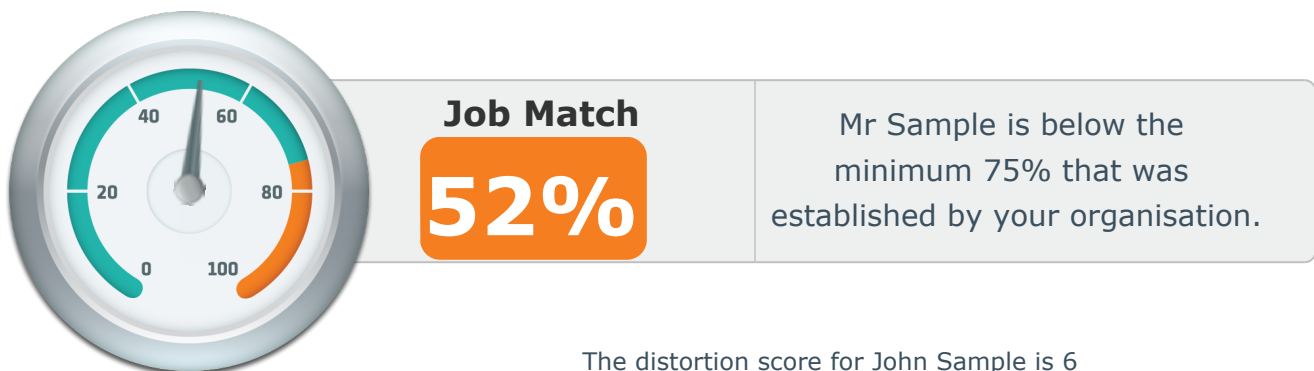 40
60
20
80
0
100
Job Match
52%
Mr Sample is below the
minimum 75% that was
established by your organisation.
The distortion score for John Sample is 6